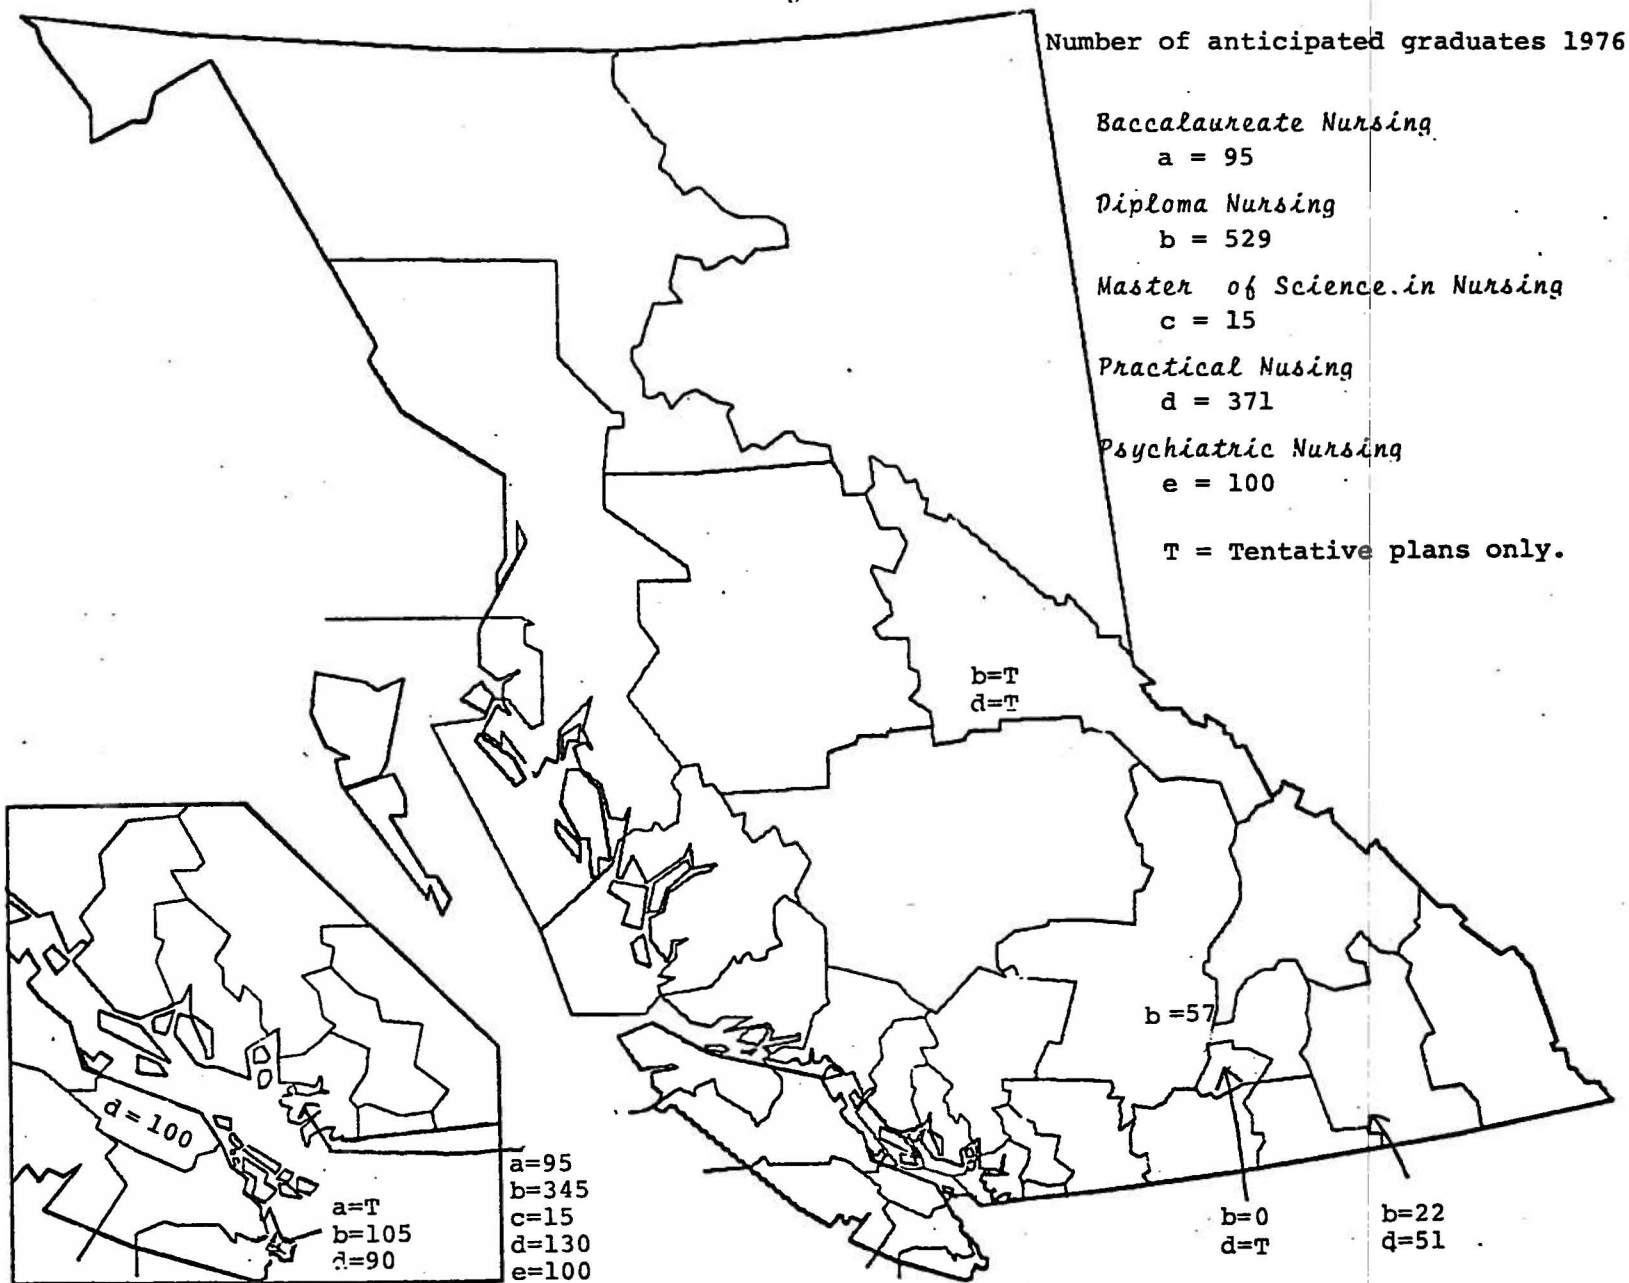 Number of anticipated graduates 1976
Baccalaureate Nursing
a = 95
Diploma Nursing
b = 529
Master of Science.in Nursing
c = 15
Practical Nusing
d = 371
Psychiatric Nursing
e = 100
T = Tentative plans only.
b=T
d=T
b=57
d=100
a=T
b=105
d=90
a=95
b=345
c=15
d=130
e=100
b=0
d=T
b=22
d=51